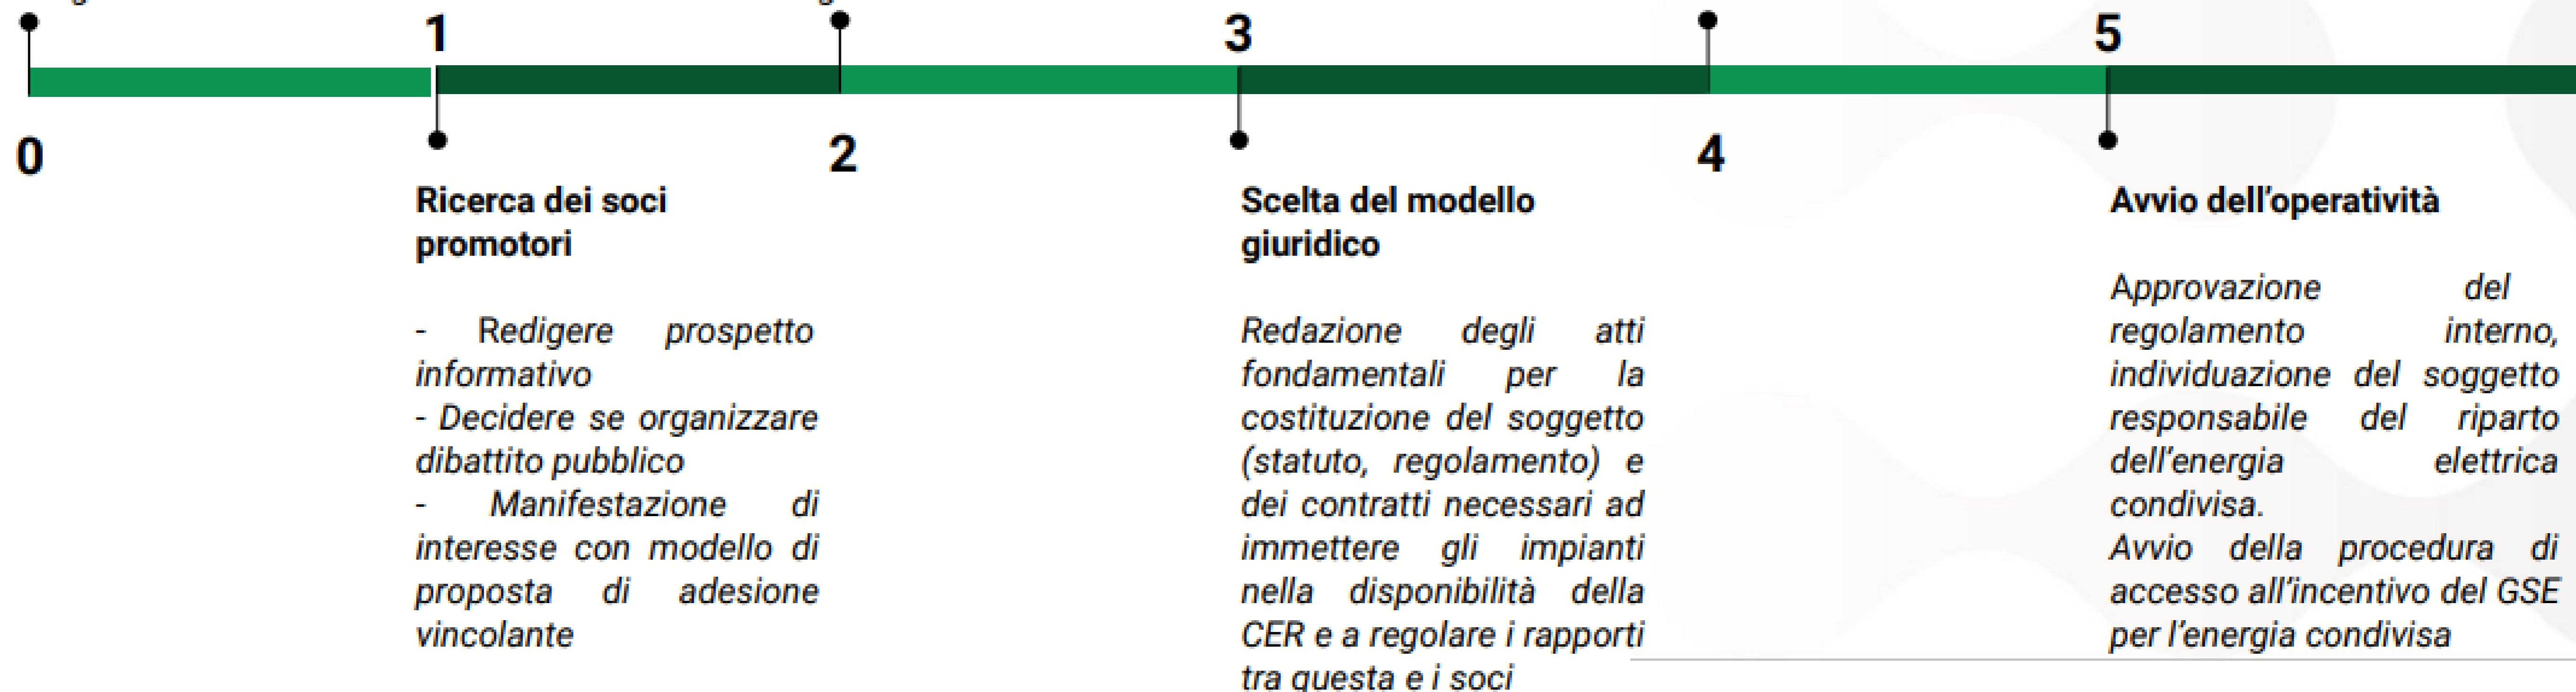 1
3
5
0
2
4
Ricerca dei soci
promotori
- Redigere prospetto
informativo
- Decidere se organizzare
dibattito pubblico
- Manifestazione di
interesse con modello di
proposta di adesione
vincolante
Scelta del modello
giuridico
Redazione degli atti
fondamentali per la
costituzione del soggetto
(statuto, regolamento) e
dei contratti necessari ad
immettere gli impianti
nella disponibilità della
CER e a regolare i rapporti
tra questa e i soci
Avvio dell'operatività
Approvazione del
regolamento interno,
individuazione del soggetto
responsabile del riparto
dell'energia elettrica
condivisa.
Avvio della procedura di
accesso all'incentivo del GSE
per l'energia condivisa